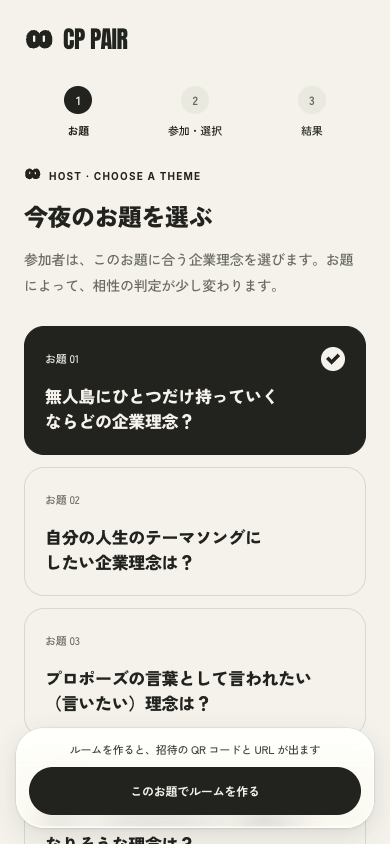 CP PAIR
1
2
3
お題
参加・選択
結果
HOST · CHOOSE A THEME
今夜のお題を選ぶ
参加者は、このお題に合う企業理念を選びます。お題
によって、相性の判定が少し変わります。
お題 01
無人島にひとつだけ持っていく
ならどの企業理念？
お題 02
自分の人生のテーマソングに
したい企業理念は？
お題 03
プロポーズの言葉として言われたい
（言いたい）理念は？
ルームを作ると、招待の QR コードと URL が出ます
このお題でルームを作る
なりそうな理念は？